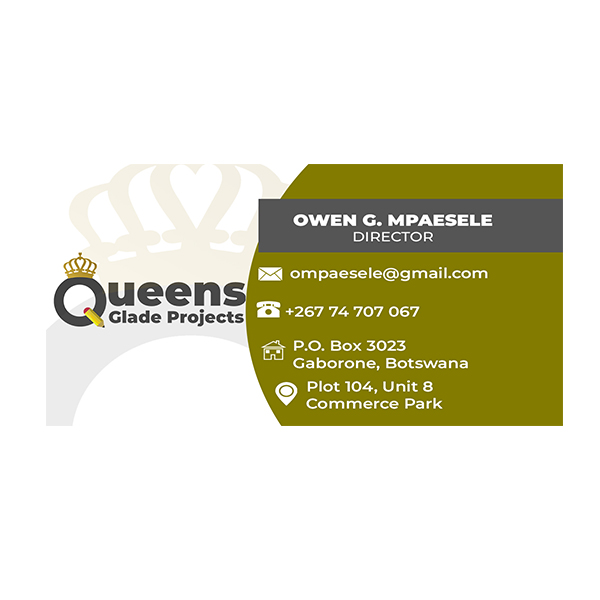 Queens
Glade Projects
OWEN G. MPAESELE
DIRECTOR
ompaesele@gmail.com
+267 74 707 067
P.O. Box 3023
Gaborone, Botswana
Plot 104, Unit 8
Commerce Park